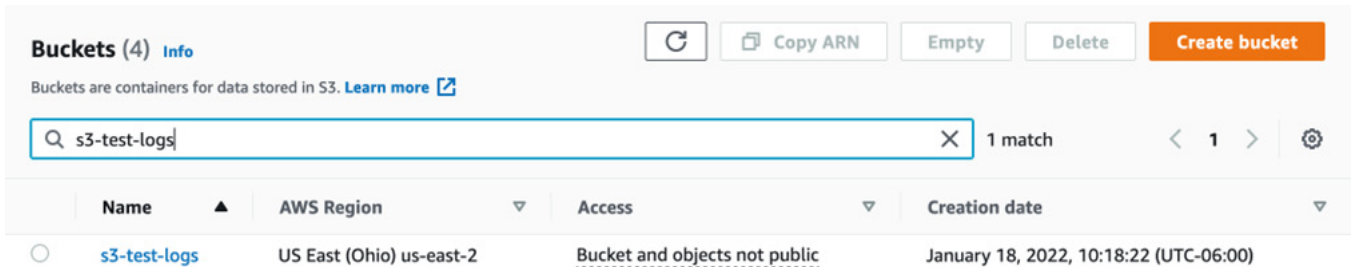 Buckets (4) Info
Copy ARN Empty Delete Create bucket
Buckets are containers for data stored in S3. Learn more
s3-test-logs 1 match 1
Name AWS Region Access Creation date
s3-test-logs US East (Ohio) us-east-2 Bucket and objects not public January 18, 2022, 10:18:22 (UTC-06:00)